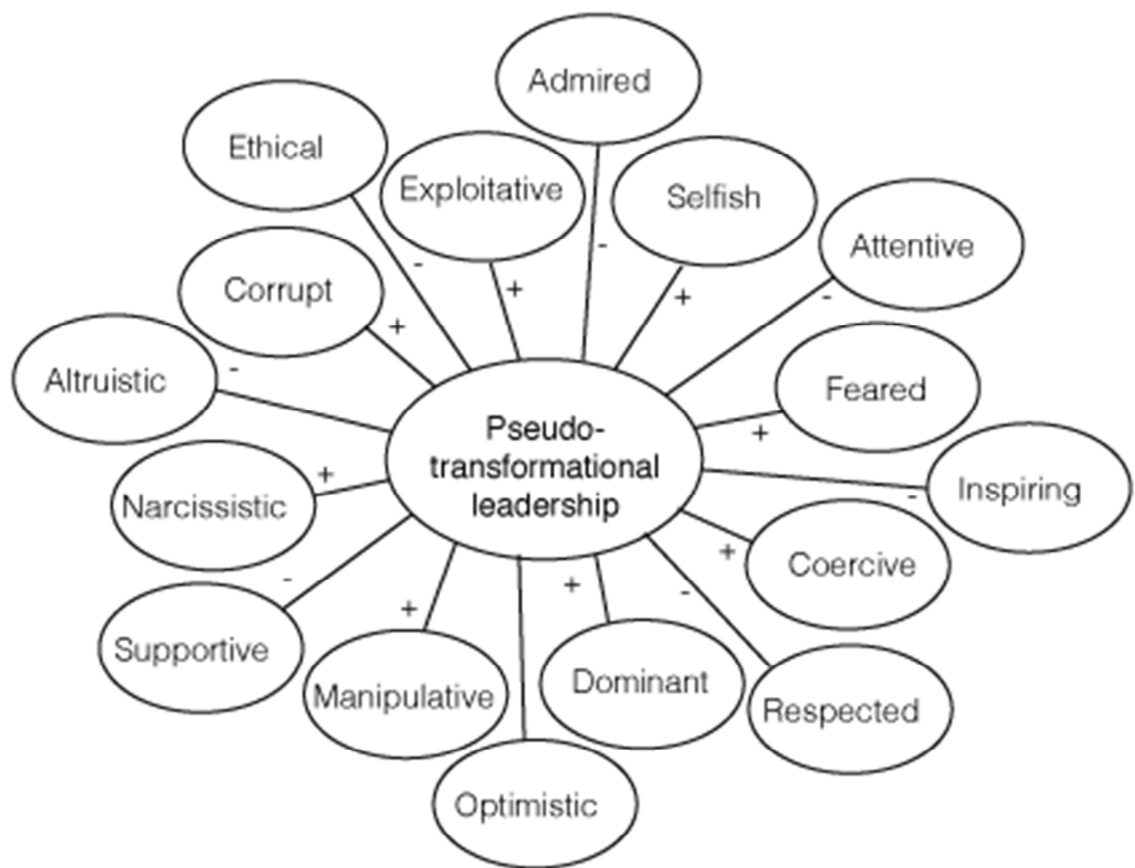 Admired
Ethical
Exploitative
Selfish
Attentive
-
-
+
+
-
Corrupt
+
Altruistic
-
Feared
+
Pseudo-
transformational
leadership
Narcissistic
+
Inspiring
-
Coercive
+
Supportive
-
Manipulative
+
+
Dominant
-
Respected
Optimistic